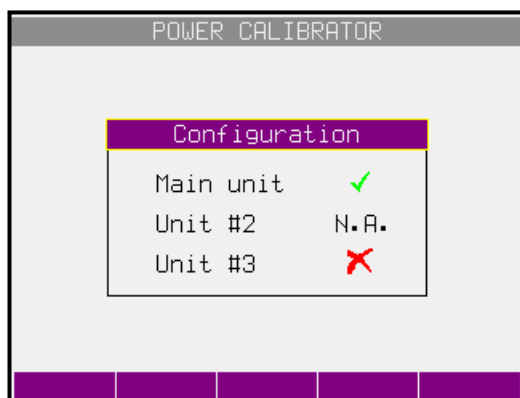 POWER CALIBRATOR
Configuration
Main unit ✓
Unit #2 N.A.
Unit #3 ✗